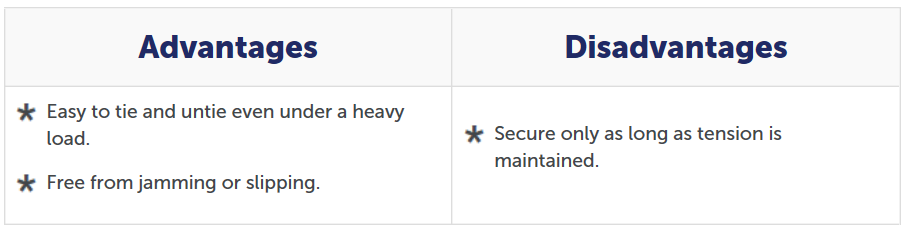 Advantages
Disadvantages
* Easy to tie and untie even under a heavy
load.
* Free from jamming or slipping.
* Secure only as long as tension is
maintained.